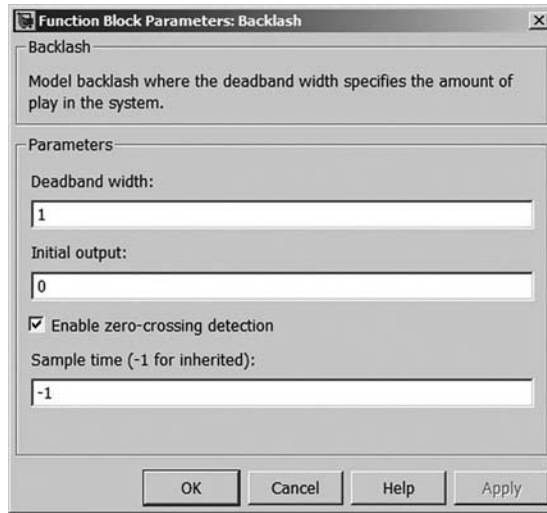 Function Block Parameters: Backlash
Backlash
Model backlash where the deadband width specifies the amount of
play in the system.
Parameters
Deadband width:
1
Initial output:
0
Enable zero-crossing detection
Sample time (-1 for inherited):
-1
OK Cancel Help Apply